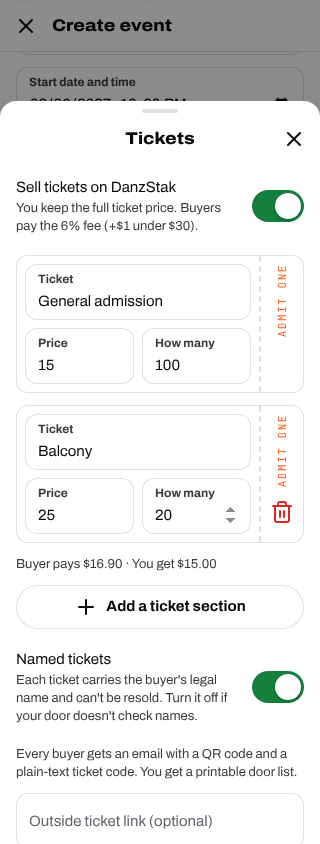 Create event
Start date and time
Tickets
Sell tickets on DanzStak
You keep the full ticket price. Buyers
pay the 6% fee (+$1 under $30).
Ticket
General admission
Price
15
How many
100
ADMIT ONE
Ticket
Balcony
Price
25
How many
20
ADMIT ONE
Buyer pays $16.90 · You get $15.00
Add a ticket section
Named tickets
Each ticket carries the buyer's legal
name and can't be resold. Turn it off if
your door doesn't check names.
Every buyer gets an email with a QR code and a
plain-text ticket code. You get a printable door list.
Outside ticket link (optional)